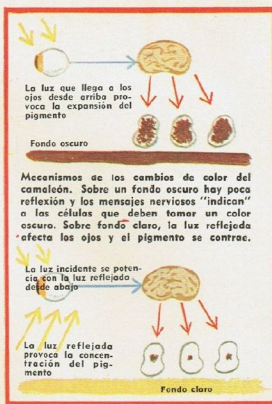 La luz que llega a los
ojos desde arriba pro-
voca la expansión del
pigmento
Fondo oscuro
Mecanismos de los cambios de color del
camaleón. Sobre un fondo oscuro hay poca
reflexión y los mensajes nerviosos "indican"
a las células que deben tomar un color
oscuro. Sobre fondo claro, la luz reflejada
afecta los ojos y el pigmento se contrae.
La luz incidente se poten-
cia con la luz reflejada
desde abajo
La luz reflejada
provoca la concen-
tración del pig-
mento
Fondo claro